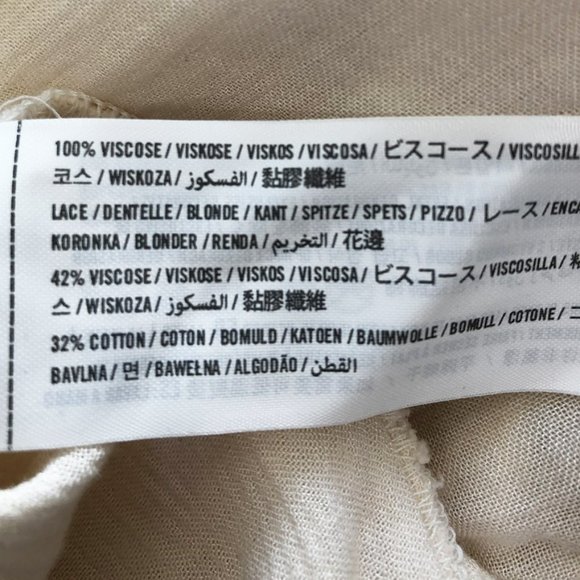 100% VISCOSE / VISKOSE / VISKOS / VISCOSA / ビスコース / VISCOSILL
코스 / WISKOZA / الفسكوز / 黏膠纖維
LACE / DENTELLE / BLONDE / KANT / SPITZE / SPETS / PIZZO / レース / ENCA
KORONKA / BLONDER / RENDA / التخريم / 花邊
42% VISCOSE / VISKOSE / VISKOS / VISCOSA / ビスコース / VISCOSILLA / 粘
스 / WISKOZA / الفسكوز / 黏膠纖維
32% COTTON / COTON / BOMULD / KATOEN / BAUMWOLLE / BOMULL / COTONE / コ
BAVLNA / 면 / BAWEŁNA / ALGODÃO / القطن